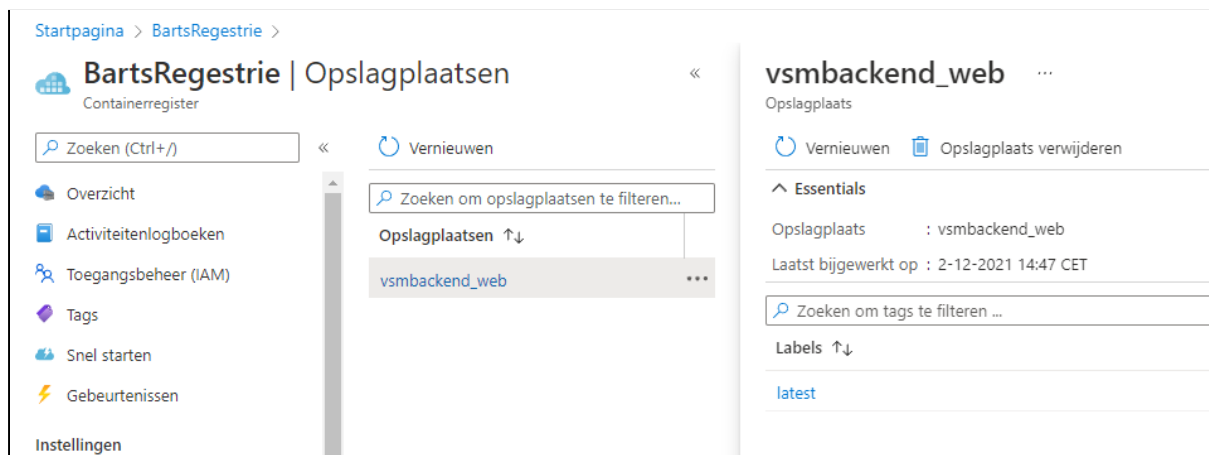 Startpagina > BartsRegestrie >
BartsRegestrie | Opslagplaatsen
Containerregister
Zoeken (Ctrl+/)
Overzicht
Activiteitenlogboeken
Toegangsbeheer (IAM)
Tags
Snel starten
Gebeurtenissen
Instellingen
Vernieuwen
Zoeken om opslagplaatsen te filteren...
Opslagplaatsen ↑↓
vsmbackend_web
vsmbackend_web ...
Opslagplaats
Vernieuwen Opslagplaats verwijderen
Essentials
Opslagplaats : vsmbackend_web
Laatst bijgewerkt op : 2-12-2021 14:47 CET
Zoeken om tags te filteren ...
Labels ↑↓
latest